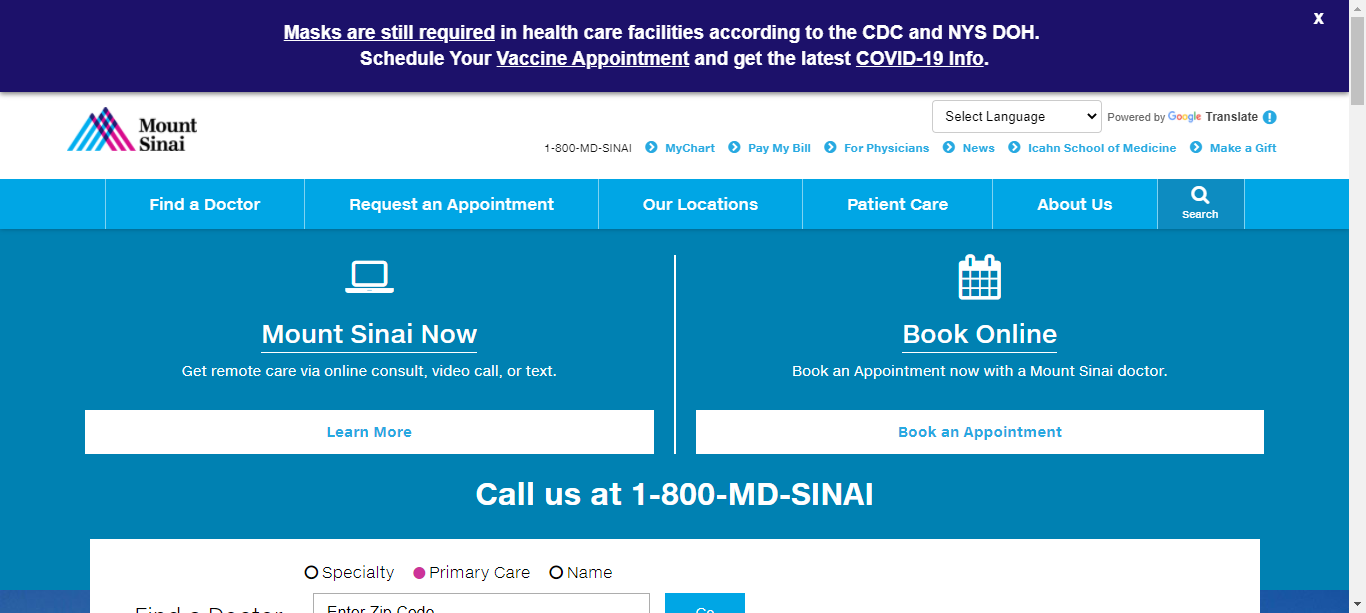 Masks are still required in health care facilities according to the CDC and NYS DOH.
X
Schedule Your Vaccine Appointment and get the latest COVID-19 Info.
Mount
Sinai
Select Language
Powered by Google Translate
1-800-MD-SINAI MyChart Pay My Bill For Physicians News Icahn School of Medicine Make a Gift
Find a Doctor Request an Appointment Our Locations Patient Care About Us Search
Mount Sinai Now
Get remote care via online consult, video call, or text.
Learn More
Book Online
Book an Appointment now with a Mount Sinai doctor.
Book an Appointment
Call us at 1-800-MD-SINAI
Specialty Primary Care Name
Find a Doctor Enter Zip Code Go